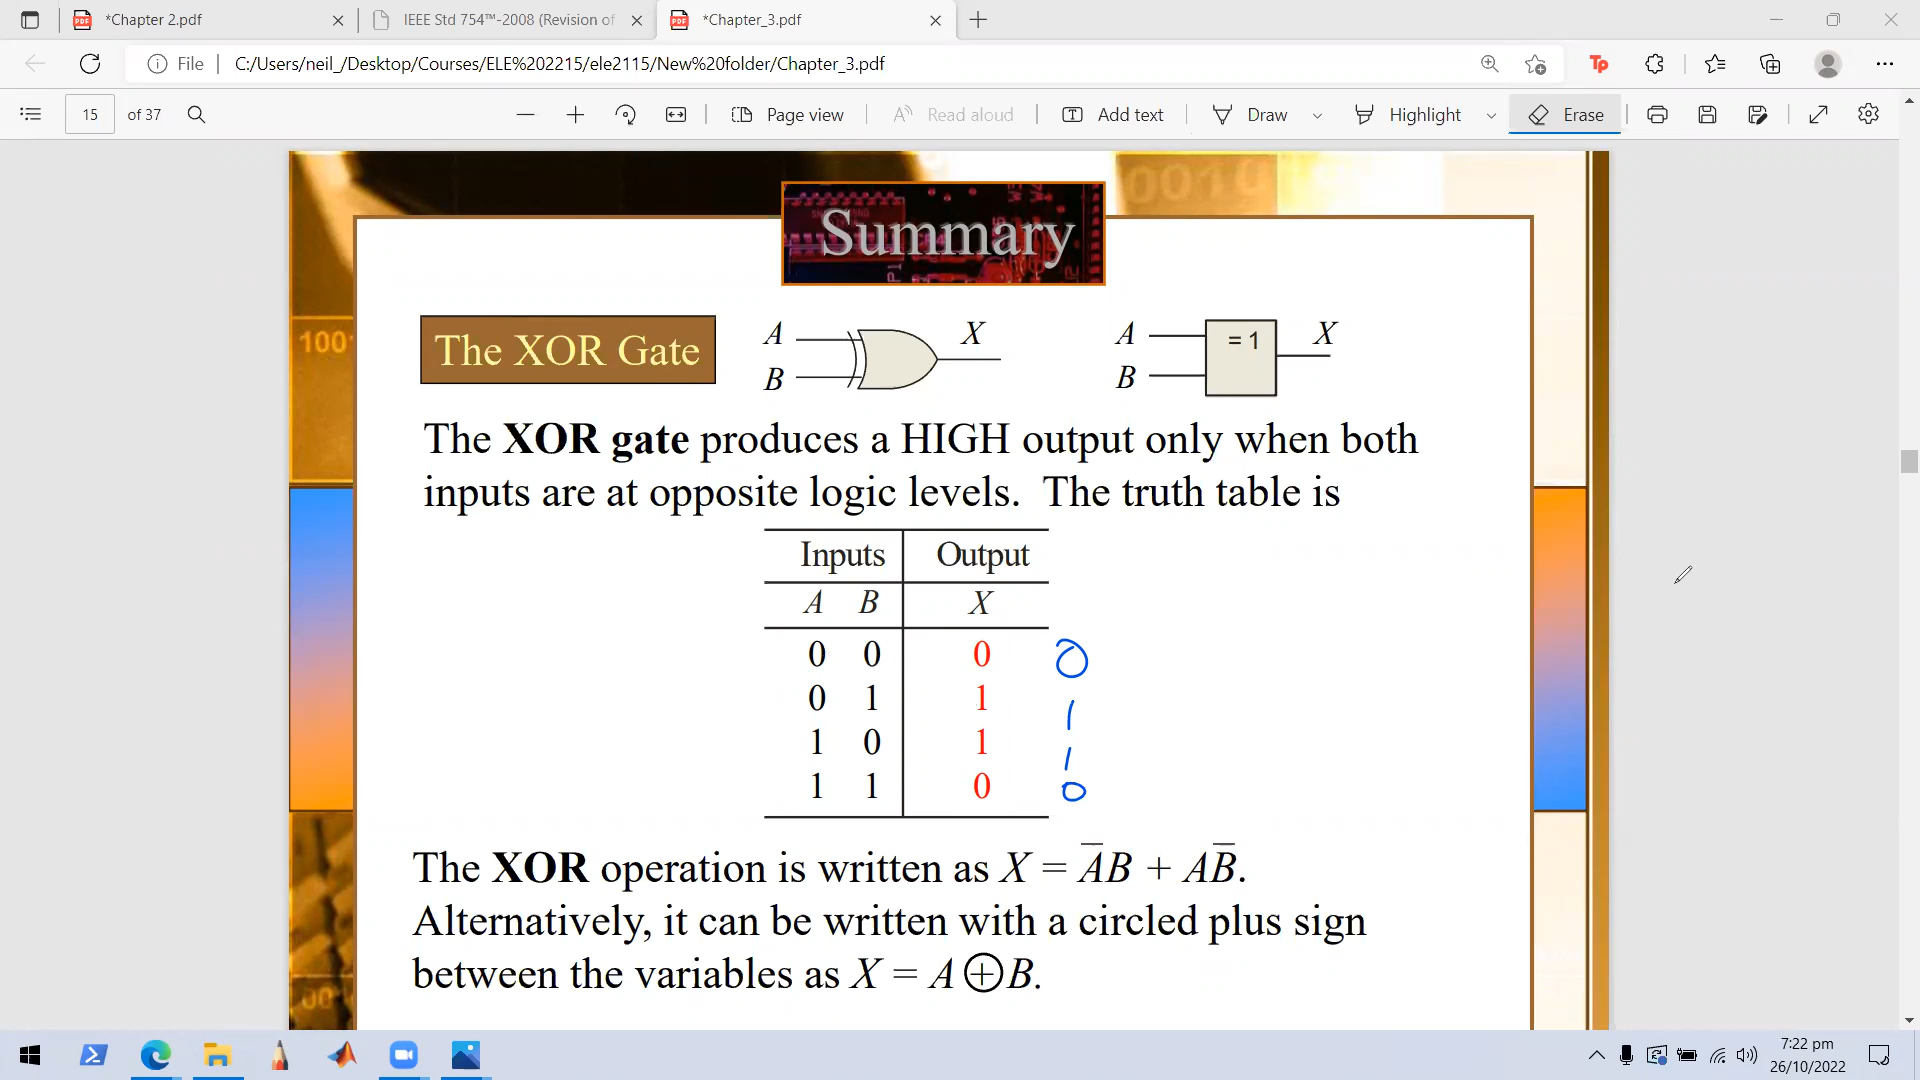 *Chapter 2.pdf
IEEE Std 754™-2008 (Revision of
*Chapter_3.pdf
File
C:/Users/neil_/Desktop/Courses/ELE%202215/ele2115/New%20folder/Chapter_3.pdf
15 of 37
Page view
Read aloud
Add text
Draw
Highlight
Erase
0010
Summary
1001
The XOR Gate
A
B
X
A
B
= 1
X
The XOR gate produces a HIGH output only when both
inputs are at opposite logic levels. The truth table is
Inputs Output
A B X
0 0 0 0
0 1 1 1
1 0 1 1
1 1 0 0
The XOR operation is written as X = A̅B + AB̅.
Alternatively, it can be written with a circled plus sign
between the variables as X = A ⊕ B.
7:22 pm
26/10/2022